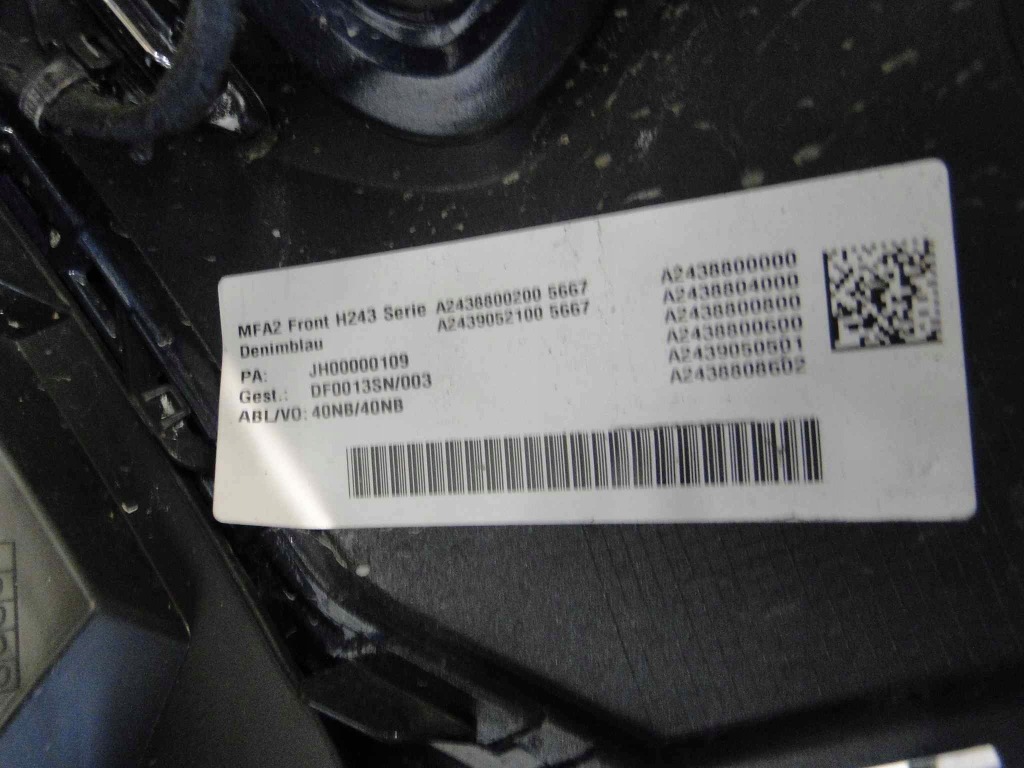 MFA2 Front H243 Serie A2438800200 5667
A2439052100 5667
Denimblau
PA: JH00000109
Gest.: DF0013SN/003
ABL/VO: 40NB/40NB
A2438800000
A2438804000
A2438800800
A2438800600
A2439050501
A2438808602